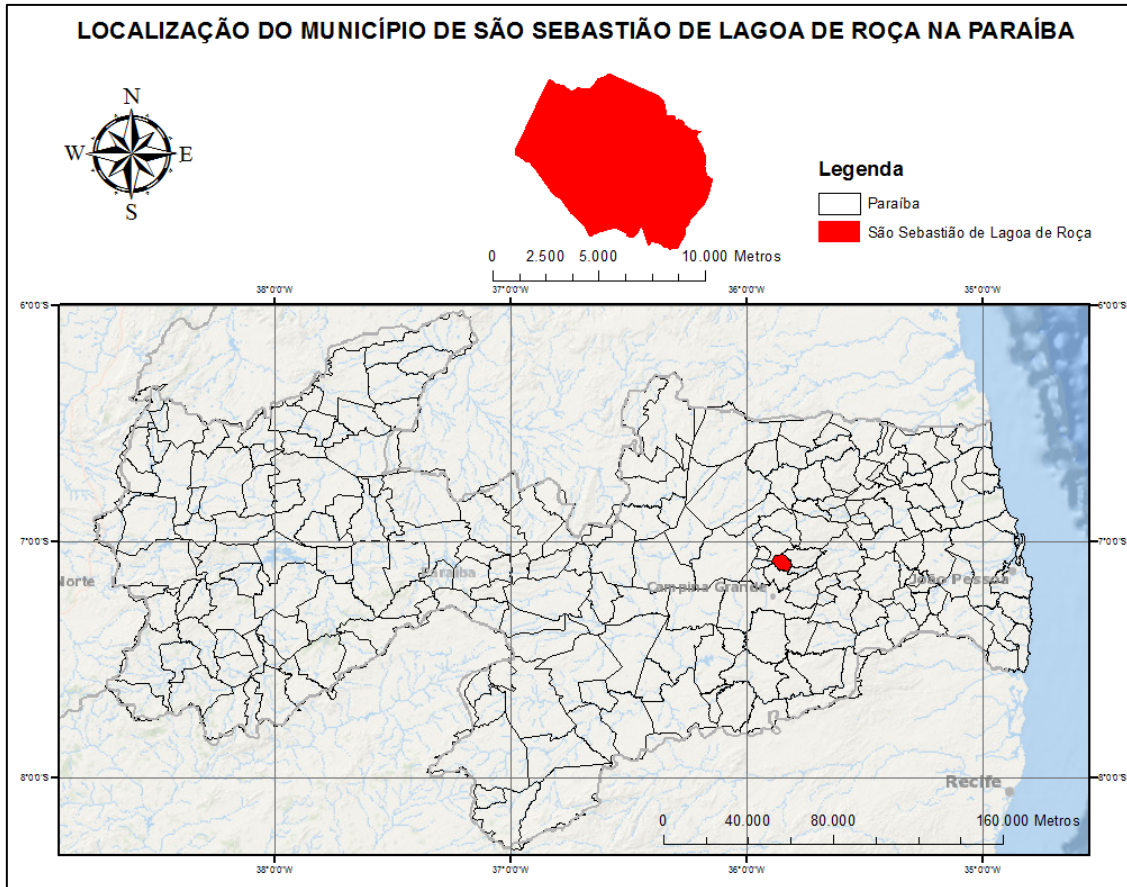 LOCALIZAÇÃO DO MUNICÍPIO DE SÃO SEBASTIÃO DE LAGOA DE ROÇA NA PARAÍBA
N
W E
S
Legenda
Paraíba
São Sebastião de Lagoa de Roça
0 2.500 5.000 10.000 Metros
38°0'0"W 37°0'0"W 36°0'0"W 35°0'0"W
6°0'0"S 6°0'0"S
7°0'0"S 7°0'0"S
Norte Paraíba Campina Grande João Pessoa
8°0'0"S 8°0'0"S
Recife
0 40.000 80.000 160.000 Metros
38°0'0"W 37°0'0"W 36°0'0"W 35°0'0"W